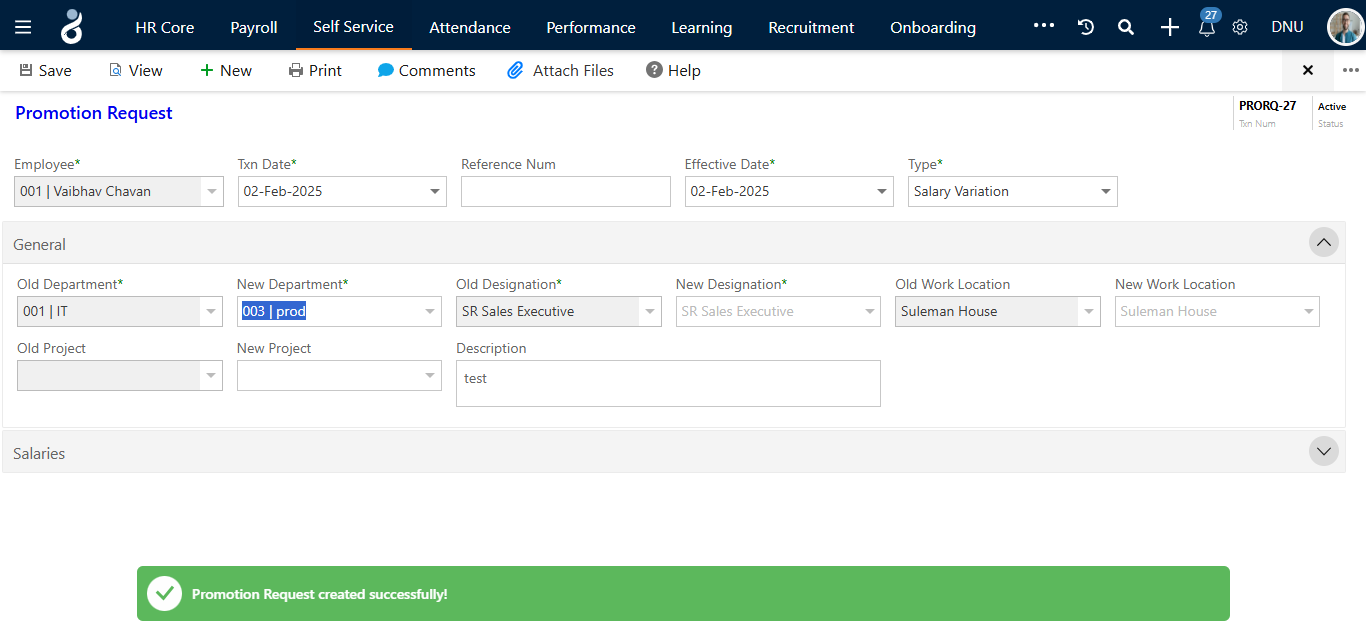 HR Core Payroll Self Service Attendance Performance Learning Recruitment Onboarding 27 DNU
Save View New Print Comments Attach Files Help
Promotion Request
PRORQ-27 Active
Txn Num Status
Employee* Txn Date* Reference Num Effective Date* Type*
001 | Vaibhav Chavan 02-Feb-2025 02-Feb-2025 Salary Variation
General
Old Department* New Department* Old Designation* New Designation* Old Work Location New Work Location
001 | IT 003 | prod SR Sales Executive SR Sales Executive Suleman House Suleman House
Old Project New Project Description
test
Salaries
Promotion Request created successfully!